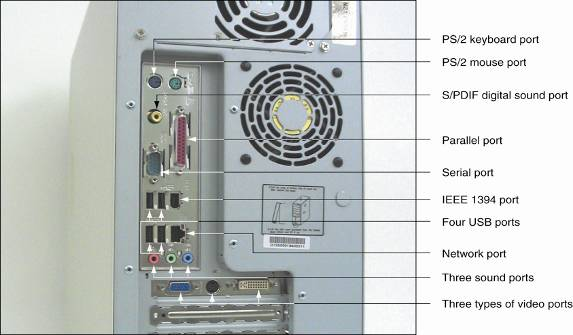 PS/2 keyboard port
PS/2 mouse port
S/PDIF digital sound port
Parallel port
Serial port
IEEE 1394 port
Four USB ports
Network port
Three sound ports
Three types of video ports